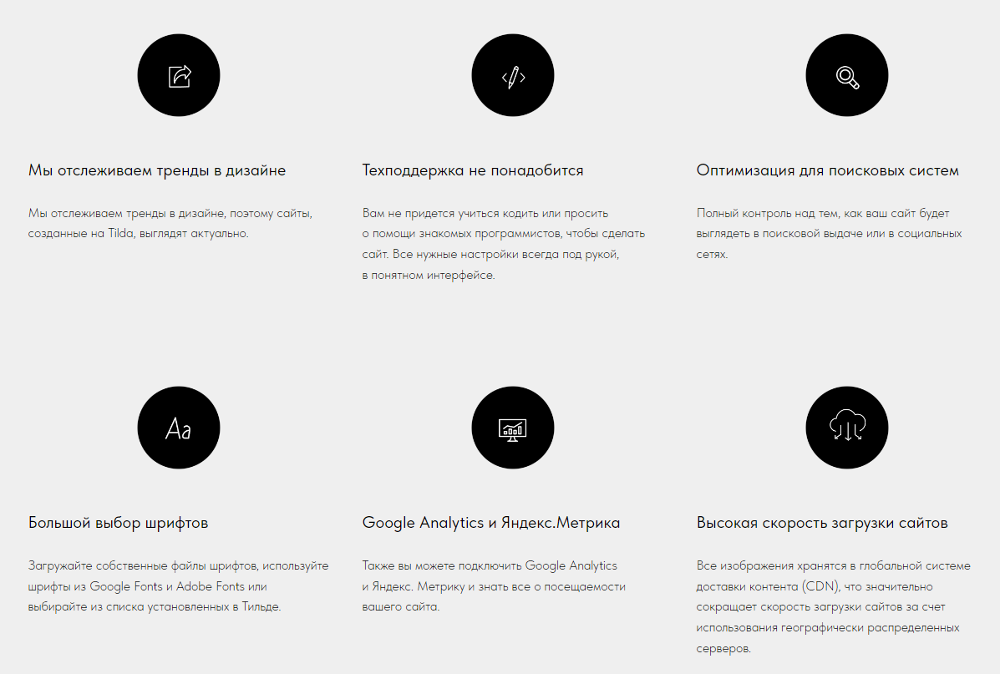 Мы отслеживаем тренды в дизайне
Мы отслеживаем тренды в дизайне, поэтому сайты,
созданные на Tilda, выглядят актуально.
Техподдержка не понадобится
Вам не придется учиться кодить или просить
о помощи знакомых программистов, чтобы сделать
сайт. Все нужные настройки всегда под рукой,
в понятном интерфейсе.
Оптимизация для поисковых систем
Полный контроль над тем, как ваш сайт будет
выглядеть в поисковой выдаче или в социальных
сетях.
Aa
Большой выбор шрифтов
Загружайте собственные файлы шрифтов, используйте
шрифты из Google Fonts и Adobe Fonts или
выбирайте из списка установленных в Тильде.
Google Analytics и Яндекс.Метрика
Также вы можете подключить Google Analytics
и Яндекс. Метрику и знать все о посещаемости
вашего сайта.
Высокая скорость загрузки сайтов
Все изображения хранятся в глобальной системе
доставки контента (CDN), что значительно
сокращает скорость загрузки сайтов за счет
использования географически распределенных
серверов.